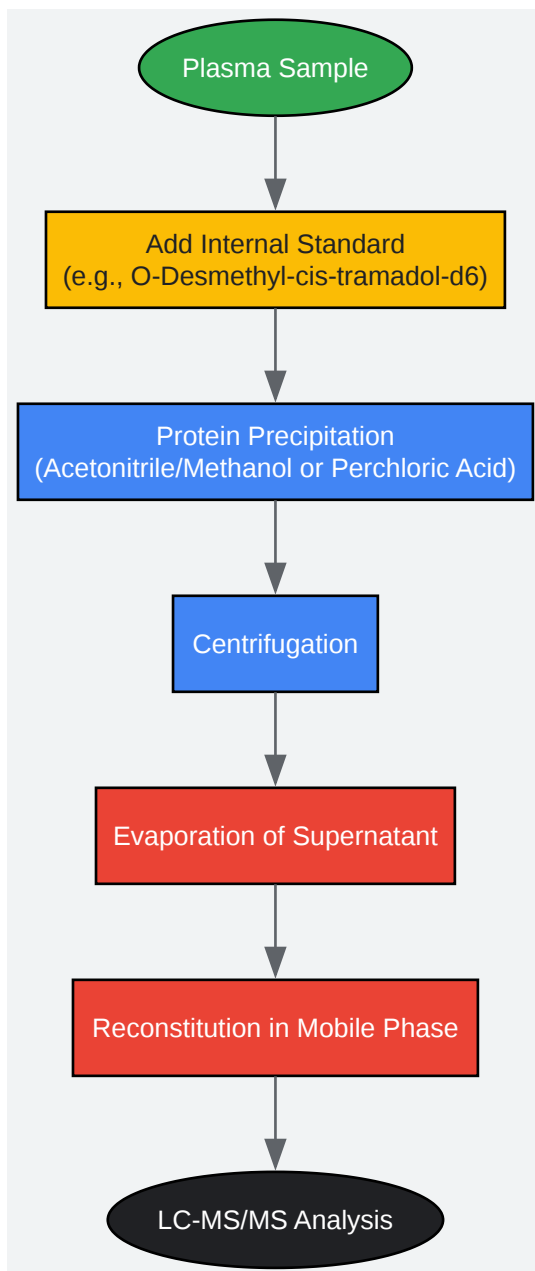 Plasma Sample
Add Internal Standard
(e.g., O-Desmethyl-cis-tramadol-d6)
Protein Precipitation
(Acetonitrile/Methanol or Perchloric Acid)
Centrifugation
Evaporation of Supernatant
Reconstitution in Mobile Phase
LC-MS/MS Analysis